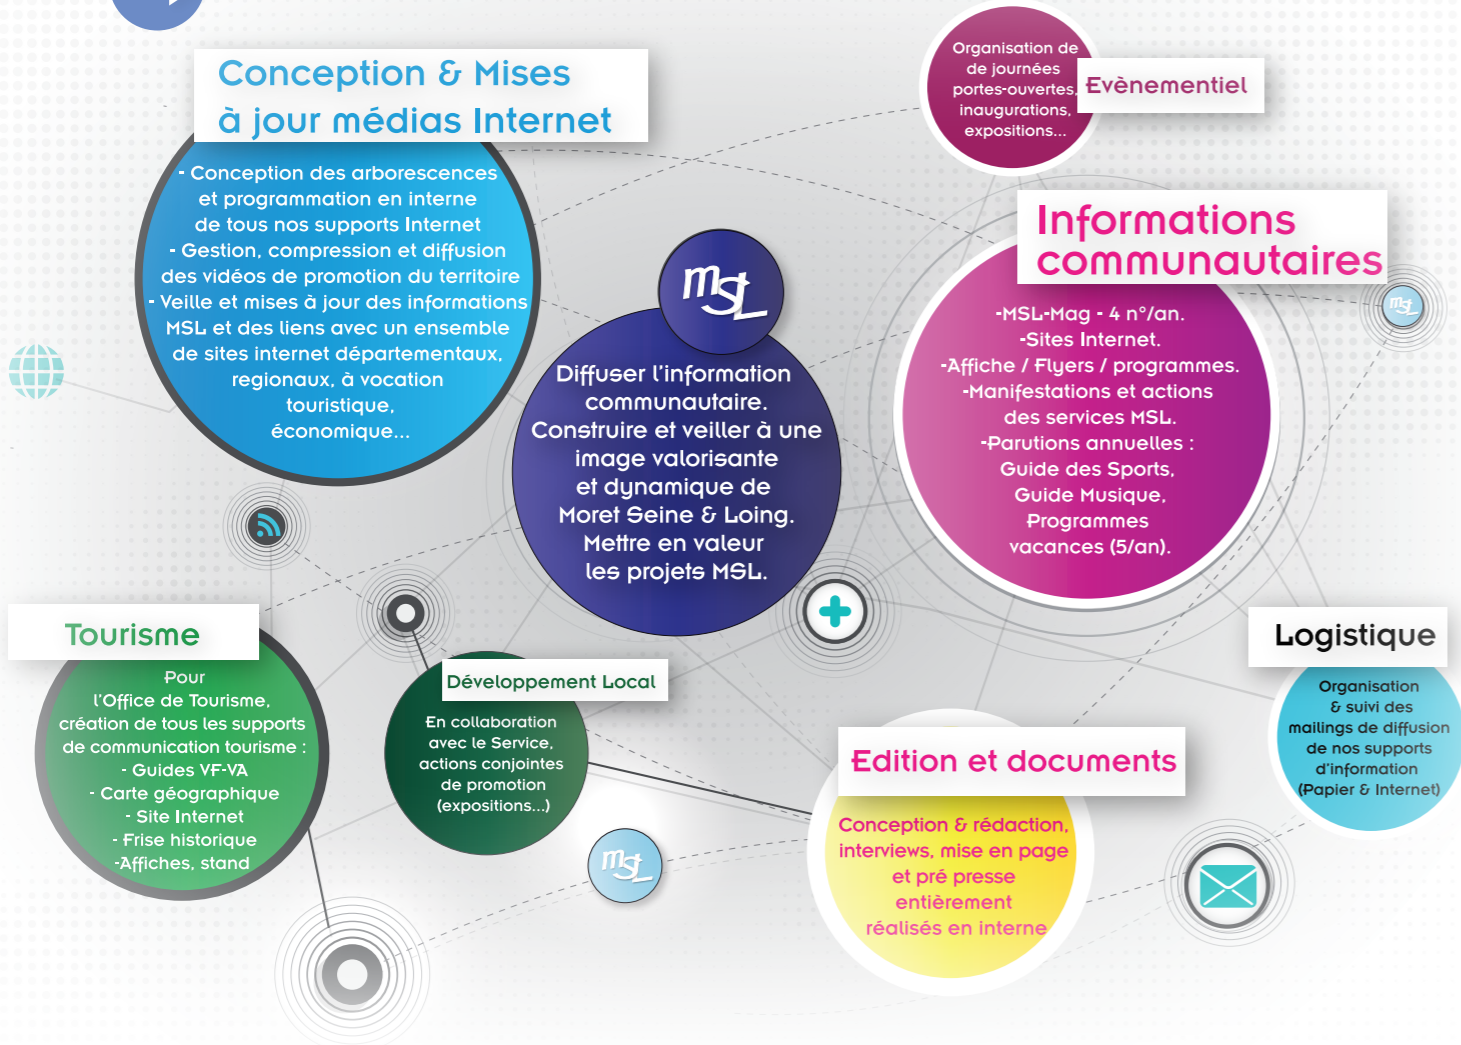 Conception & Mises
à jour médias Internet
- Conception des arborescences
et programmation en interne
de tous nos supports Internet
- Gestion, compression et diffusion
des vidéos de promotion du territoire
- Veille et mises à jour des informations
MSL et des liens avec un ensemble
de sites internet départementaux,
regionaux, à vocation
touristique,
économique...
Organisation de
de journées
portes-ouvertes,
inaugurations,
expositions...
Evènementiel
Informations
communautaires
-MSL-Mag - 4 n°/an.
-Sites Internet.
-Affiche / Flyers / programmes.
-Manifestations et actions
des services MSL.
-Parutions annuelles :
Guide des Sports,
Guide Musique,
Programmes
vacances (5/an).
msL
msL
Diffuser l'information
communautaire.
Construire et veiller à une
image valorisante
et dynamique de
Moret Seine & Loing.
Mettre en valeur
les projets MSL.
Tourisme
Pour
l'Office de Tourisme,
création de tous les supports
de communication tourisme :
- Guides VF-VA
- Carte géographique
- Site Internet
- Frise historique
-Affiches, stand
Développement Local
En collaboration
avec le Service,
actions conjointes
de promotion
(expositions...)
msL
Edition et documents
Conception & rédaction,
interviews, mise en page
et pré presse
entièrement
réalisés en interne
Logistique
Organisation
& suivi des
mailings de diffusion
de nos supports
d'information
(Papier & Internet)